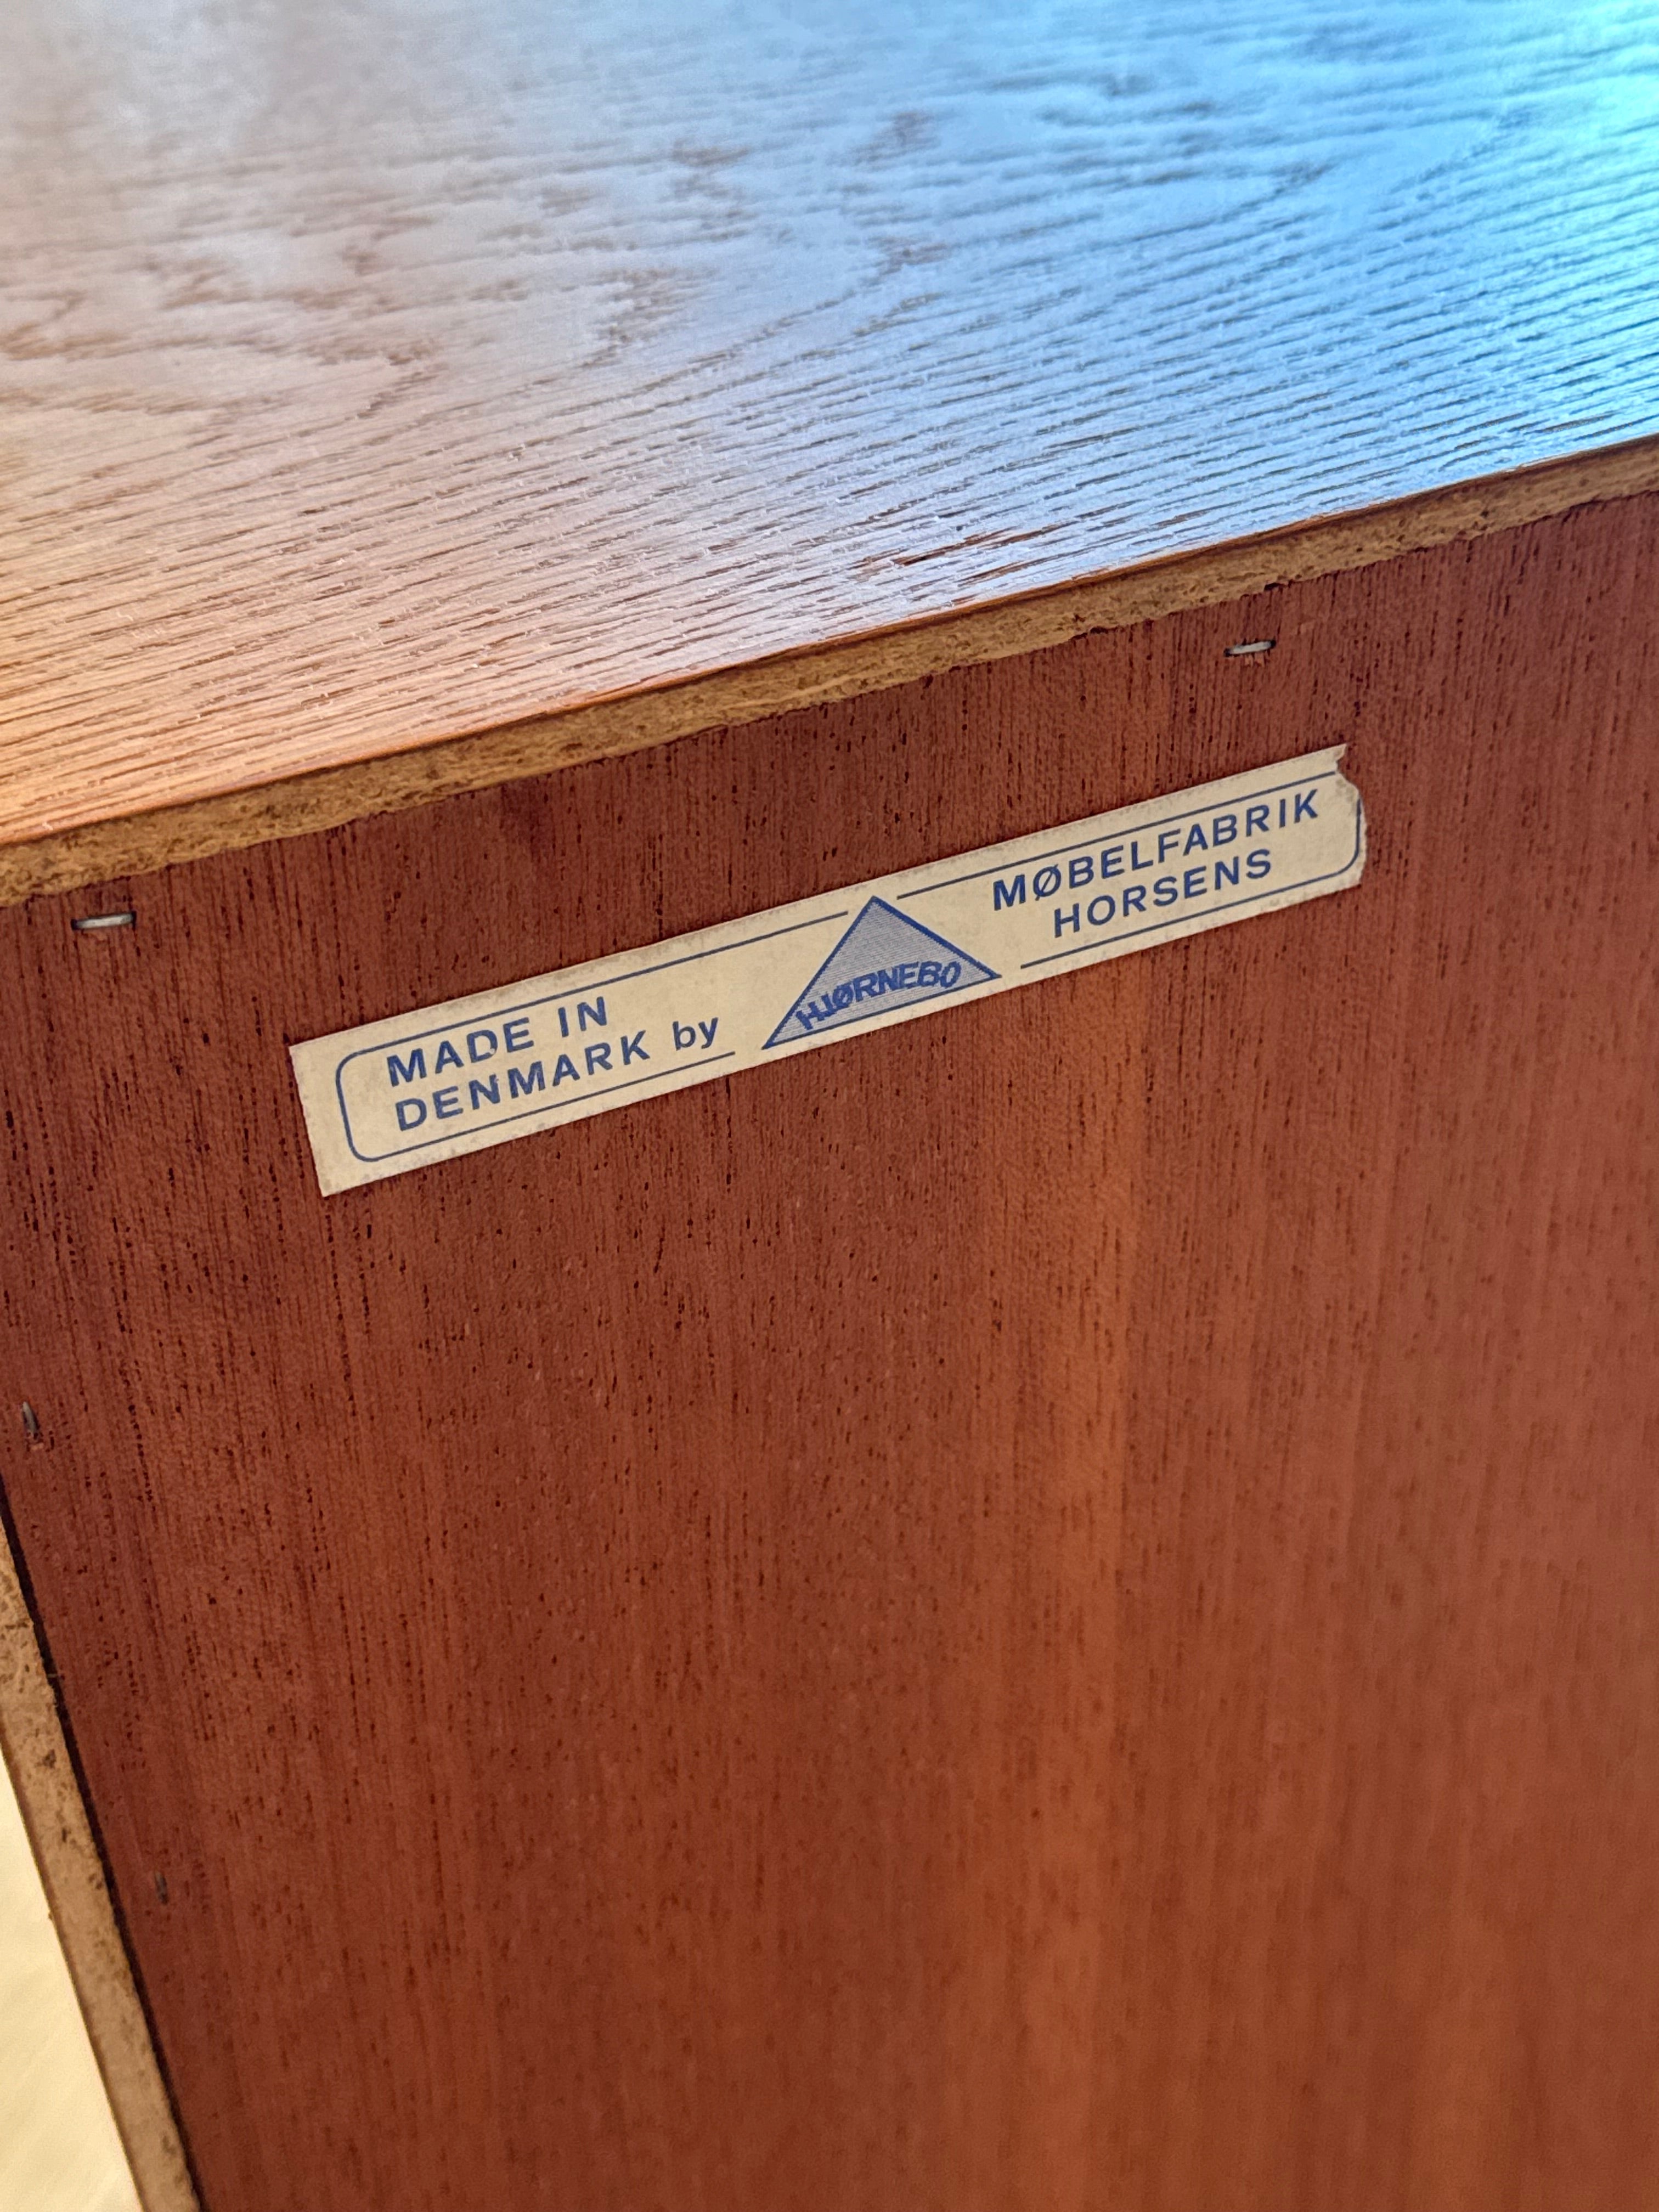 MADE IN
DENMARK by
HJØRNEBO
MØBELFABRIK
HORSENS